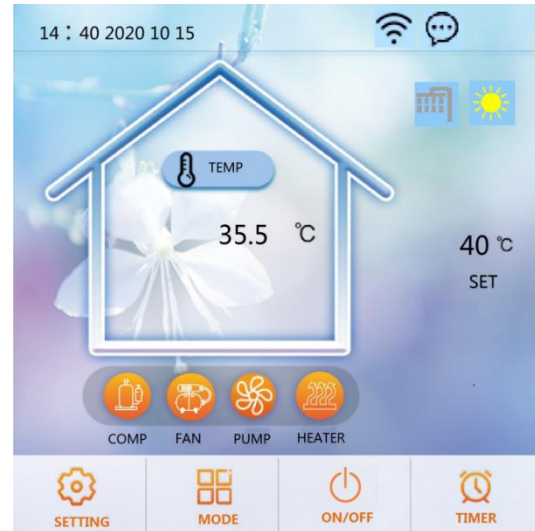 14：40 2020 10 15
TEMP
35.5 ℃
40 ℃
SET
COMP FAN PUMP HEATER
SETTING MODE ON/OFF TIMER